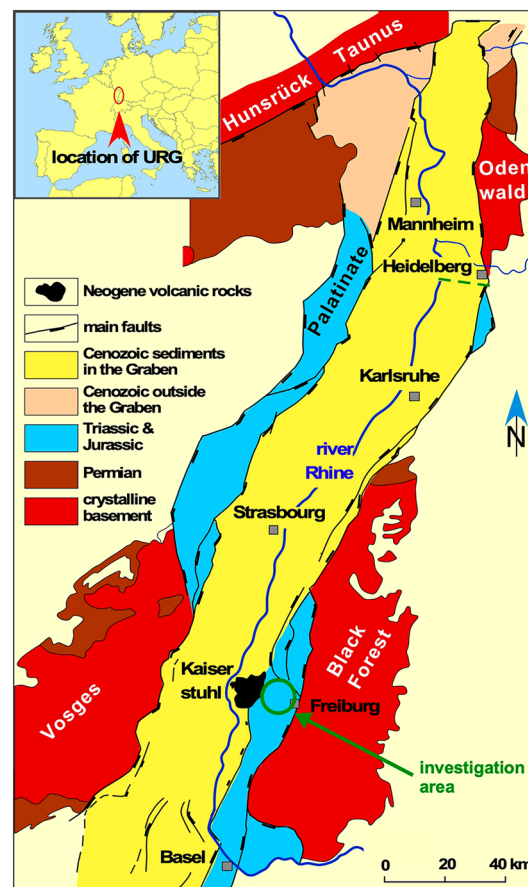 location of URG
Hunsrück Taunus
Oden
wald
Mannheim
Heidelberg
Palatinate
Neogene volcanic rocks
main faults
Cenozoic sediments
in the Graben
Cenozoic outside
the Graben
Triassic &
Jurassic
Permian
crystalline
basement
Karlsruhe
N
river
Rhine
Strasbourg
Kaiser
stuhl
Black
Forest
Vosges
Freiburg
investigation
area
Basel
0 20 40 km